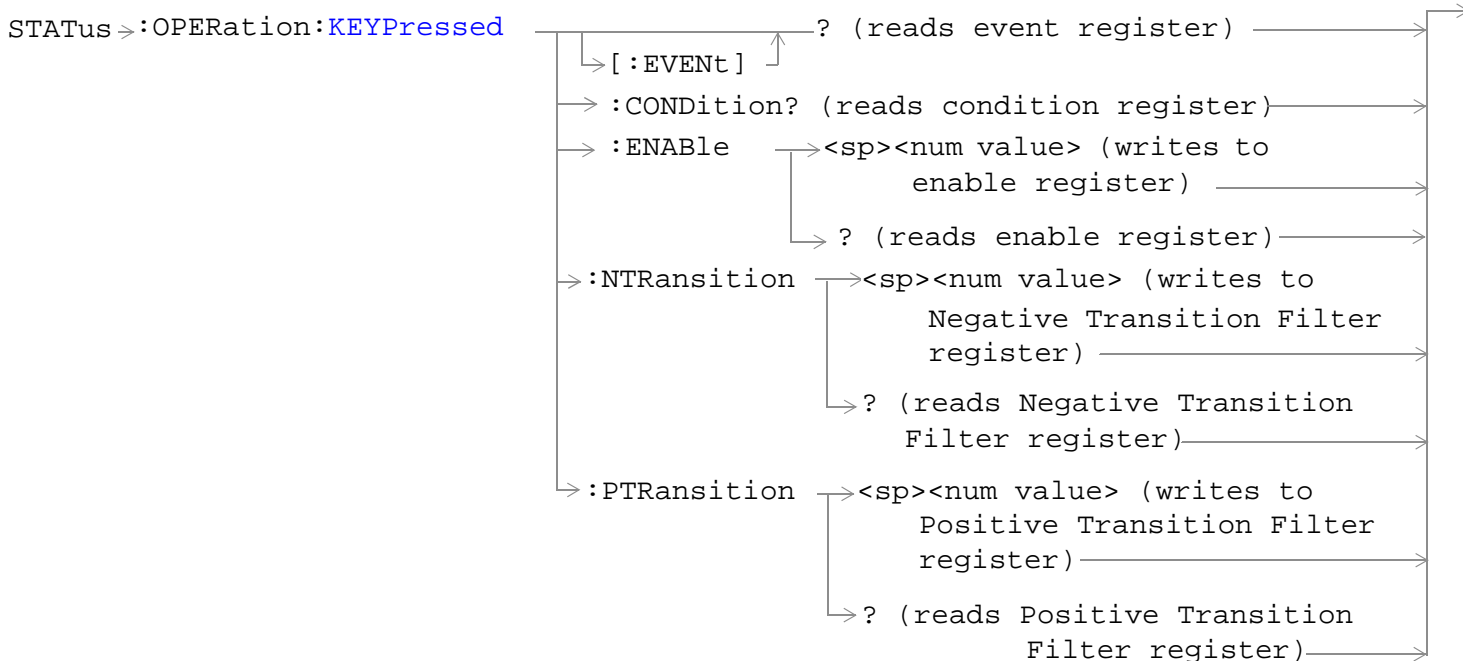 STATus :OPERation:KEYPressed ? (reads event register)
[:EVENt]
:CONDition? (reads condition register)
:ENABle <sp><num value> (writes to
enable register)
? (reads enable register)
:NTRansition <sp><num value> (writes to
Negative Transition Filter
register)
? (reads Negative Transition
Filter register)
:PTRansition <sp><num value> (writes to
Positive Transition Filter
register)
? (reads Positive Transition
Filter register)